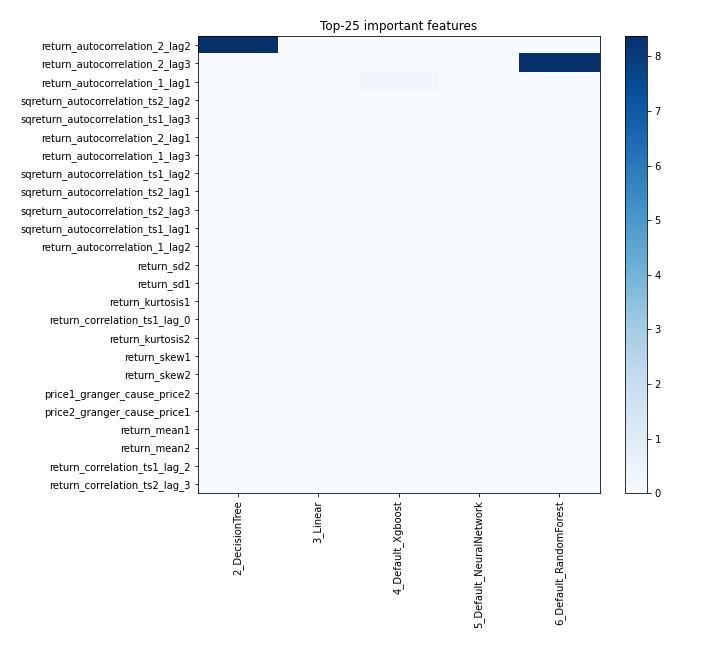 Top-25 important features
return_autocorrelation_2_lag2
return_autocorrelation_2_lag3
return_autocorrelation_1_lag1
sqreturn_autocorrelation_ts2_lag2
sqreturn_autocorrelation_ts1_lag3
return_autocorrelation_2_lag1
return_autocorrelation_1_lag3
sqreturn_autocorrelation_ts1_lag2
sqreturn_autocorrelation_ts2_lag1
sqreturn_autocorrelation_ts2_lag3
sqreturn_autocorrelation_ts1_lag1
return_autocorrelation_1_lag2
return_sd2
return_sd1
return_kurtosis1
return_correlation_ts1_lag_0
return_kurtosis2
return_skew1
return_skew2
price1_granger_cause_price2
price2_granger_cause_price1
return_mean1
return_mean2
return_correlation_ts1_lag_2
return_correlation_ts2_lag_3
2_DecisionTree
3_Linear
4_Default_Xgboost
5_Default_NeuralNetwork
6_Default_RandomForest
8
7
6
5
4
3
2
1
0